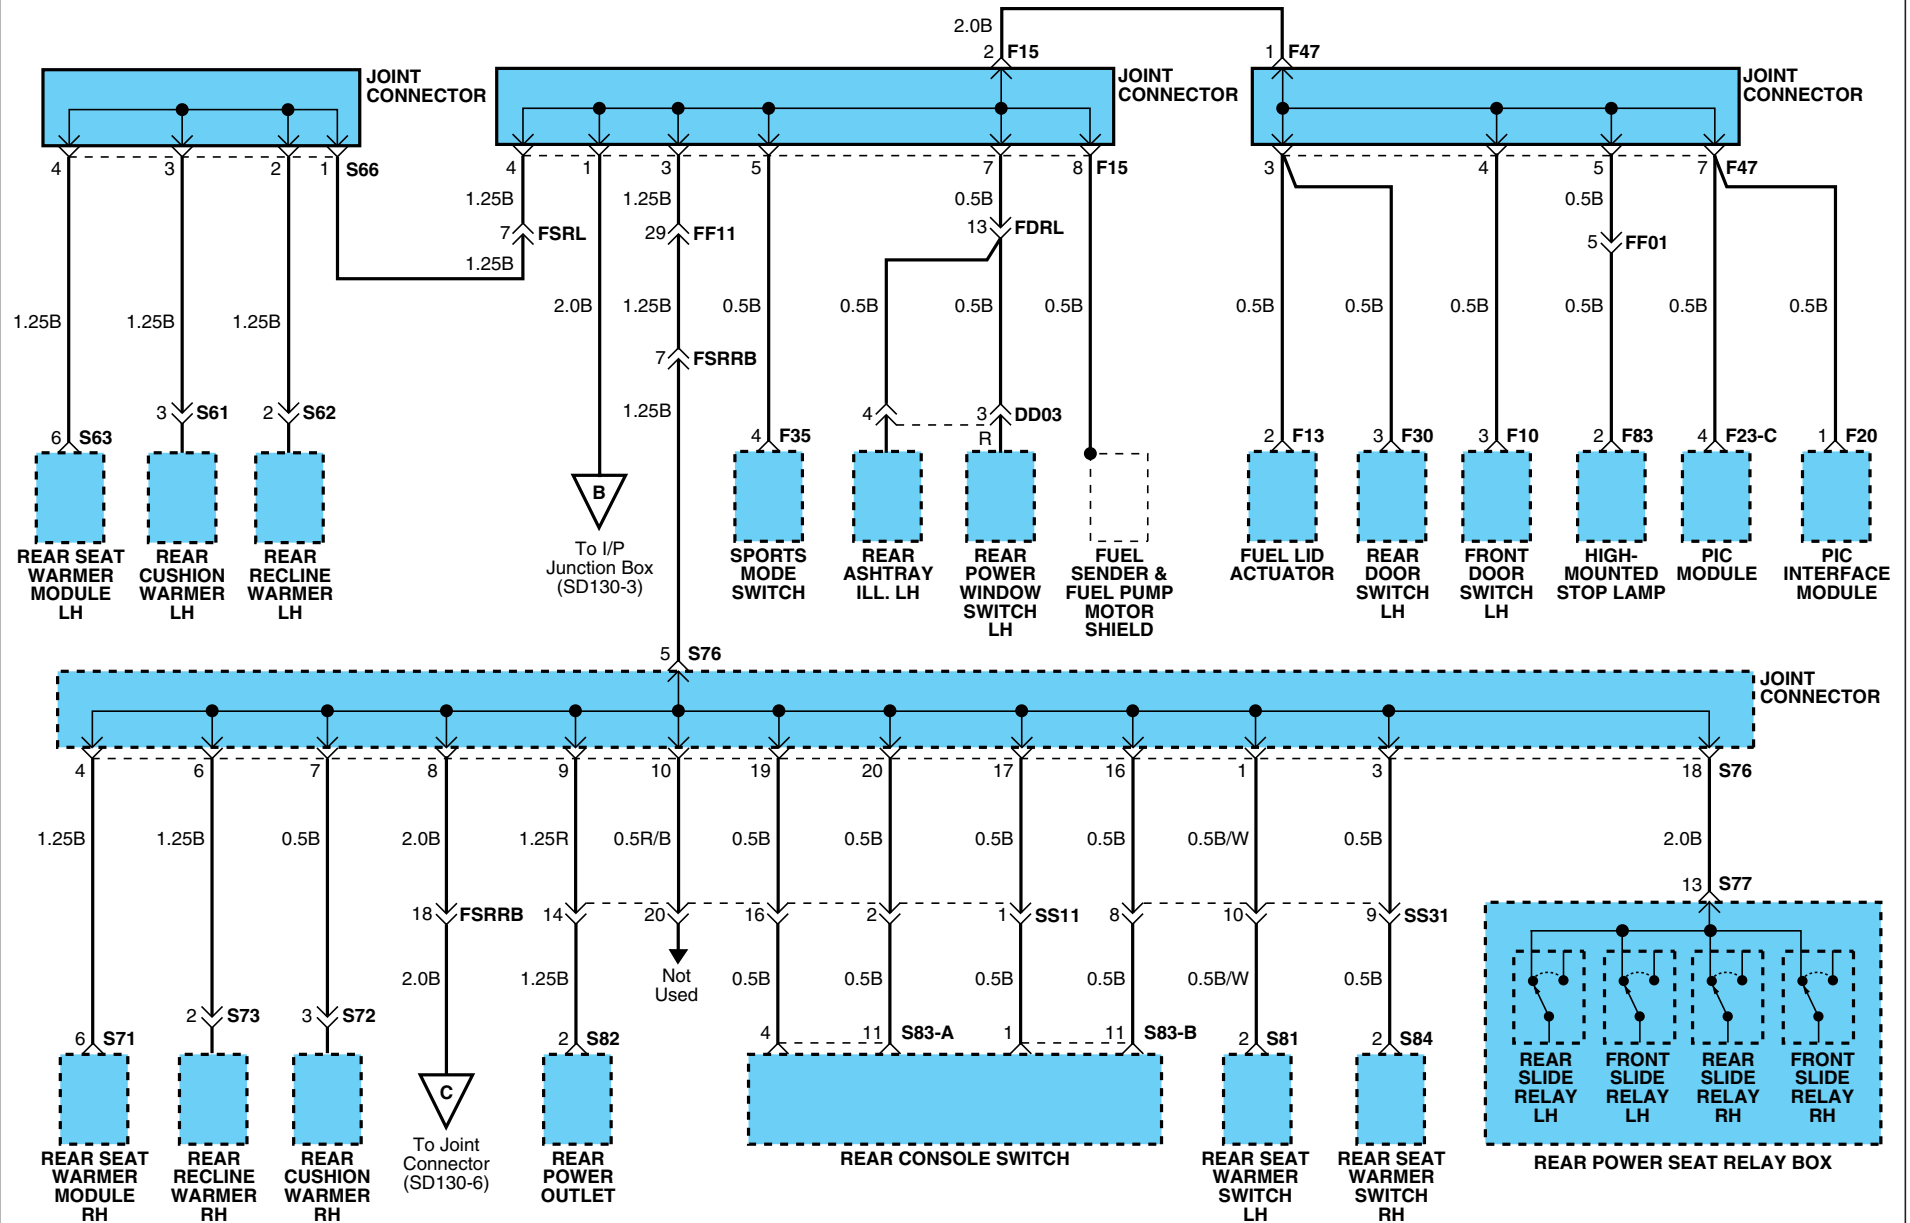 2.0B
2 F15
1 F47
JOINT
CONNECTOR
JOINT
CONNECTOR
JOINT
CONNECTOR
4 3 2 1 S66
4 1 3 5 7 8 F15
3 4 5 7 F47
1.25B 1.25B 0.5B 0.5B
7 FSRL 29 FF11 13 FDRL 5 FF01
1.25B
1.25B 1.25B 1.25B
2.0B 1.25B 0.5B 0.5B 0.5B 0.5B
0.5B 0.5B 0.5B 0.5B 0.5B 0.5B
7 FSRRB
1.25B
3 S61 2 S62
4 3 DD03
R
6 S63
4 F35
2 F13 3 F30 3 F10 2 F83 4 F23-C 1 F20
B
To I/P
Junction Box
(SD130-3)
REAR SEAT
WARMER
MODULE
LH
REAR
CUSHION
WARMER
LH
REAR
RECLINE
WARMER
LH
SPORTS
MODE
SWITCH
REAR
ASHTRAY
ILL. LH
REAR
POWER
WINDOW
SWITCH
LH
FUEL
SENDER &
FUEL PUMP
MOTOR
SHIELD
FUEL LID
ACTUATOR
REAR
DOOR
SWITCH
LH
FRONT
DOOR
SWITCH
LH
HIGH-
MOUNTED
STOP LAMP
PIC
MODULE
PIC
INTERFACE
MODULE
5 S76
JOINT
CONNECTOR
4 6 7 8 9 10 19 20 17 16 1 3 18 S76
1.25B 1.25B 0.5B 2.0B 1.25R 0.5R/B 0.5B 0.5B 0.5B 0.5B 0.5B/W 0.5B 2.0B
13 S77
18 FSRRB 14 20 16 2 1 SS11 8 10 9 SS31
2.0B 1.25B
Not
Used
0.5B 0.5B 0.5B 0.5B 0.5B/W 0.5B
2 S73 3 S72
6 S71
2 S82 4 11 S83-A 1 11 S83-B 2 S81 2 S84
C
To Joint
Connector
(SD130-6)
REAR SEAT
WARMER
MODULE
RH
REAR
RECLINE
WARMER
RH
REAR
CUSHION
WARMER
RH
REAR
POWER
OUTLET
REAR CONSOLE SWITCH
REAR SEAT
WARMER
SWITCH
LH
REAR SEAT
WARMER
SWITCH
RH
REAR
SLIDE
RELAY
LH
FRONT
SLIDE
RELAY
LH
REAR
SLIDE
RELAY
RH
FRONT
SLIDE
RELAY
RH
REAR POWER SEAT RELAY BOX